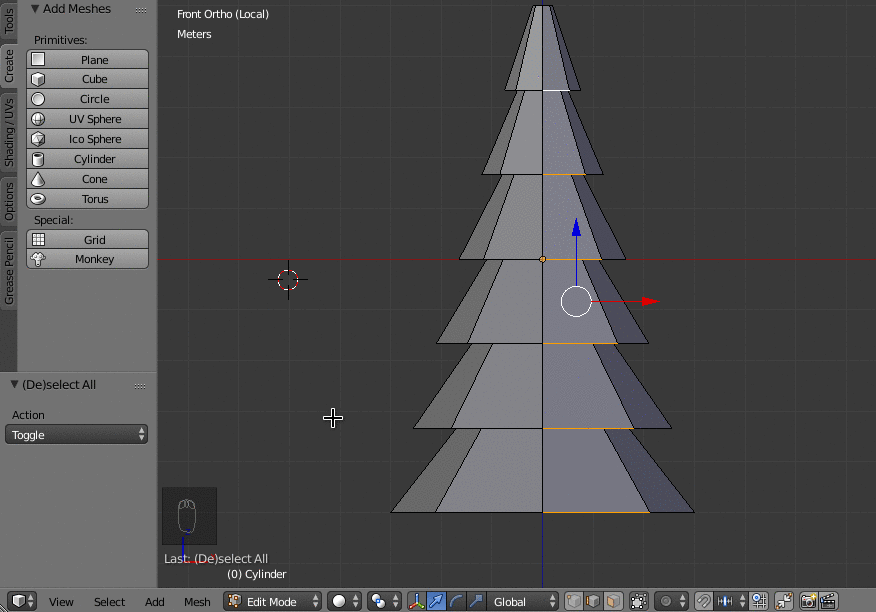 Front Ortho (Local)
Meters
Tools
Create
Shading / UVs
Options
Grease Pencil
Add Meshes
Primitives:
Plane
Cube
Circle
UV Sphere
Ico Sphere
Cylinder
Cone
Torus
Special:
Grid
Monkey
(De)select All
Action
Toggle
Last: (De)select All
(0) Cylinder
View Select Add Mesh Edit Mode Global